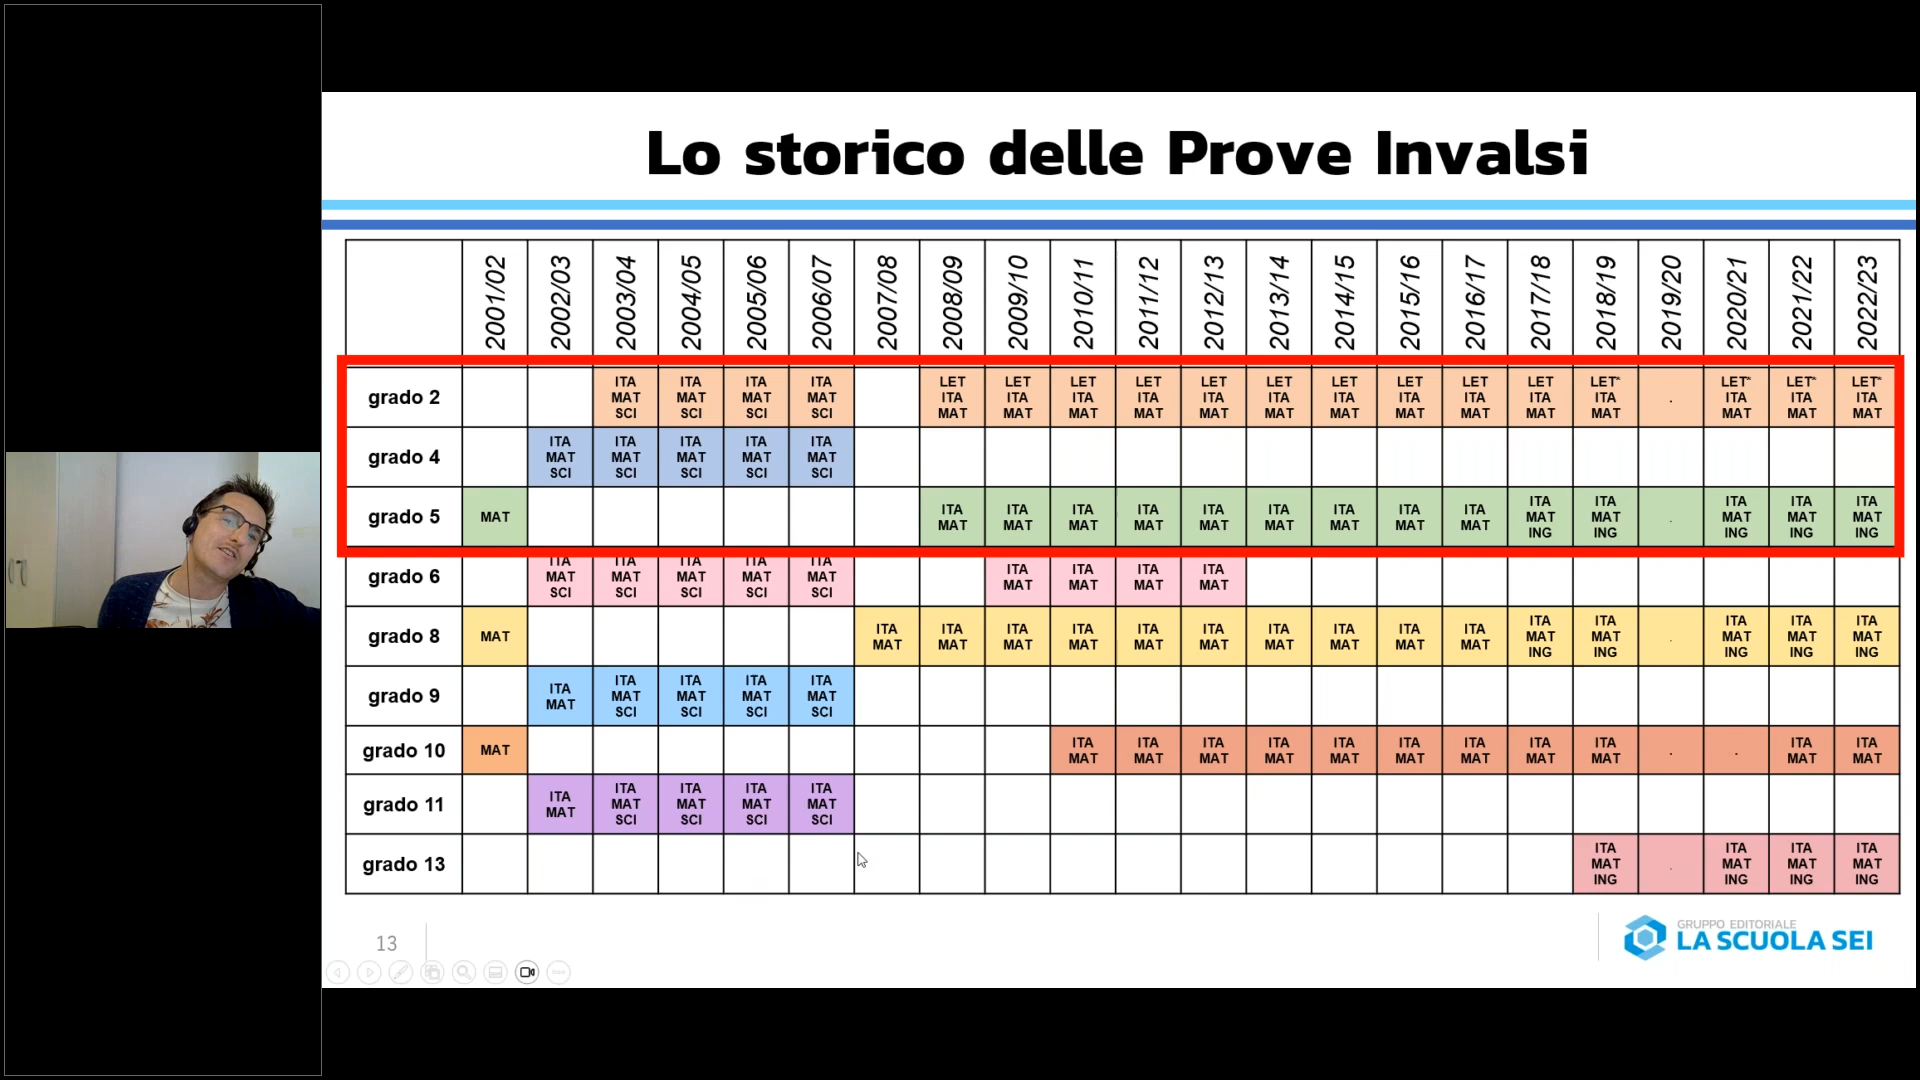 Lo storico delle Prove Invalsi
2001/02 2002/03 2003/04 2004/05 2005/06 2006/07 2007/08 2008/09 2009/10 2010/11 2011/12 2012/13 2013/14 2014/15 2015/16 2016/17 2017/18 2018/19 2019/20 2020/21 2021/22 2022/23
ITA ITA ITA ITA LET LET LET LET LET LET LET LET LET LET LET* LET* LET* LET*
grado 2 MAT MAT MAT MAT ITA ITA ITA ITA ITA ITA ITA ITA ITA ITA ITA . ITA ITA ITA
SCI SCI SCI SCI MAT MAT MAT MAT MAT MAT MAT MAT MAT MAT MAT MAT MAT MAT
ITA ITA ITA ITA ITA
grado 4 MAT MAT MAT MAT MAT
SCI SCI SCI SCI SCI
grado 5 MAT
ITA ITA ITA ITA ITA ITA ITA ITA ITA ITA ITA . ITA ITA ITA
MAT MAT MAT MAT MAT MAT MAT MAT MAT MAT MAT MAT MAT MAT
ING ING ING ING ING
ITA ITA ITA ITA ITA ITA ITA ITA ITA
grado 6 MAT MAT MAT MAT MAT MAT MAT MAT MAT
SCI SCI SCI SCI SCI
grado 8 MAT
ITA ITA ITA ITA ITA ITA ITA ITA ITA ITA ITA ITA . ITA ITA ITA
MAT MAT MAT MAT MAT MAT MAT MAT MAT MAT MAT MAT MAT MAT MAT
ING ING ING ING ING
ITA ITA ITA ITA ITA
grado 9 MAT MAT MAT MAT MAT
SCI SCI SCI SCI
grado 10 MAT
ITA ITA ITA ITA ITA ITA ITA ITA ITA . . ITA ITA
MAT MAT MAT MAT MAT MAT MAT MAT MAT MAT MAT
ITA ITA ITA ITA ITA
grado 11 MAT MAT MAT MAT MAT
SCI SCI SCI SCI
ITA ITA ITA ITA
grado 13 MAT . MAT MAT MAT
ING ING ING ING
13
GRUPPO EDITORIALE
LA SCUOLA SEI